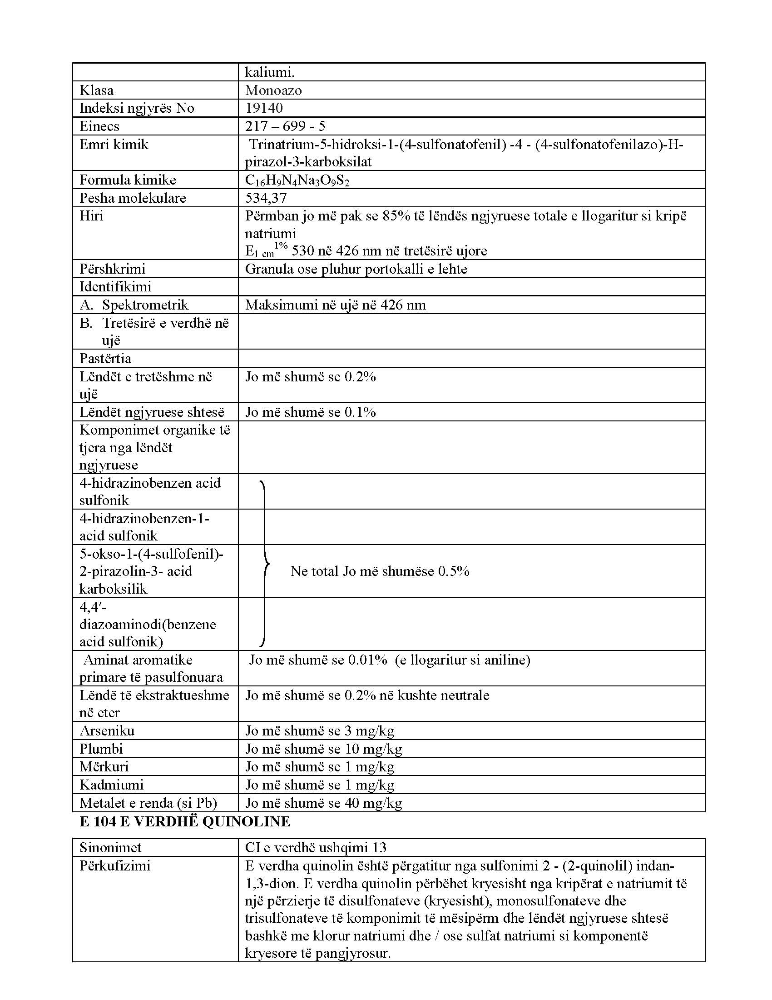 kaliumi.
Klasa Monoazo
Indeksi ngjyrës No 19140
Einecs 217 – 699 - 5
Emri kimik Trinatrium-5-hidroksi-1-(4-sulfonatofenil) -4 - (4-sulfonatofenilazo)-H-
pirazol-3-karboksilat
Formula kimike C₁₆H₉N₄Na₃O₉S₂
Pesha molekulare 534,37
Hiri Përmban jo më pak se 85% të lëndës ngjyruese totale e llogaritur si kripë
natriumi
E₁ cm¹% 530 në 426 nm në tretësirë ujore
Përshkrimi Granula ose pluhur portokalli e lehte
Identifikimi
A. Spektrometrik Maksimumi në ujë në 426 nm
B. Tretësirë e verdhë në
ujë
Pastërtia
Lëndët e tretëshme në Jo më shumë se 0.2%
ujë
Lëndët ngjyruese shtesë Jo më shumë se 0.1%
Komponimet organike të
tjera nga lëndët
ngjyruese
4-hidrazinobenzen acid
sulfonik
4-hidrazinobenzen-1-
acid sulfonik
5-okso-1-(4-sulfofenil)-
2-pirazolin-3- acid Ne total Jo më shumëse 0.5%
karboksilik
4,4′-
diazoaminodi(benzene
acid sulfonik)
Aminat aromatike Jo më shumë se 0.01% (e llogaritur si aniline)
primare të pasulfonuara
Lëndë të ekstraktueshme Jo më shumë se 0.2% në kushte neutrale
në eter
Arseniku Jo më shumë se 3 mg/kg
Plumbi Jo më shumë se 10 mg/kg
Mërkuri Jo më shumë se 1 mg/kg
Kadmiumi Jo më shumë se 1 mg/kg
Metalet e renda (si Pb) Jo më shumë se 40 mg/kg
E 104 E VERDHË QUINOLINE
Sinonimet CI e verdhë ushqimi 13
Përkufizimi E verdha quinolin është përgatitur nga sulfonimi 2 - (2-quinolil) indan-
1,3-dion. E verdha quinolin përbëhet kryesisht nga kripërat e natriumit të
një përzierje të disulfonateve (kryesisht), monosulfonateve dhe
trisulfonateve të komponimit të mësipërm dhe lëndët ngjyruese shtesë
bashkë me klorur natriumi dhe / ose sulfat natriumi si komponentë
kryesore të pangjyrosur.